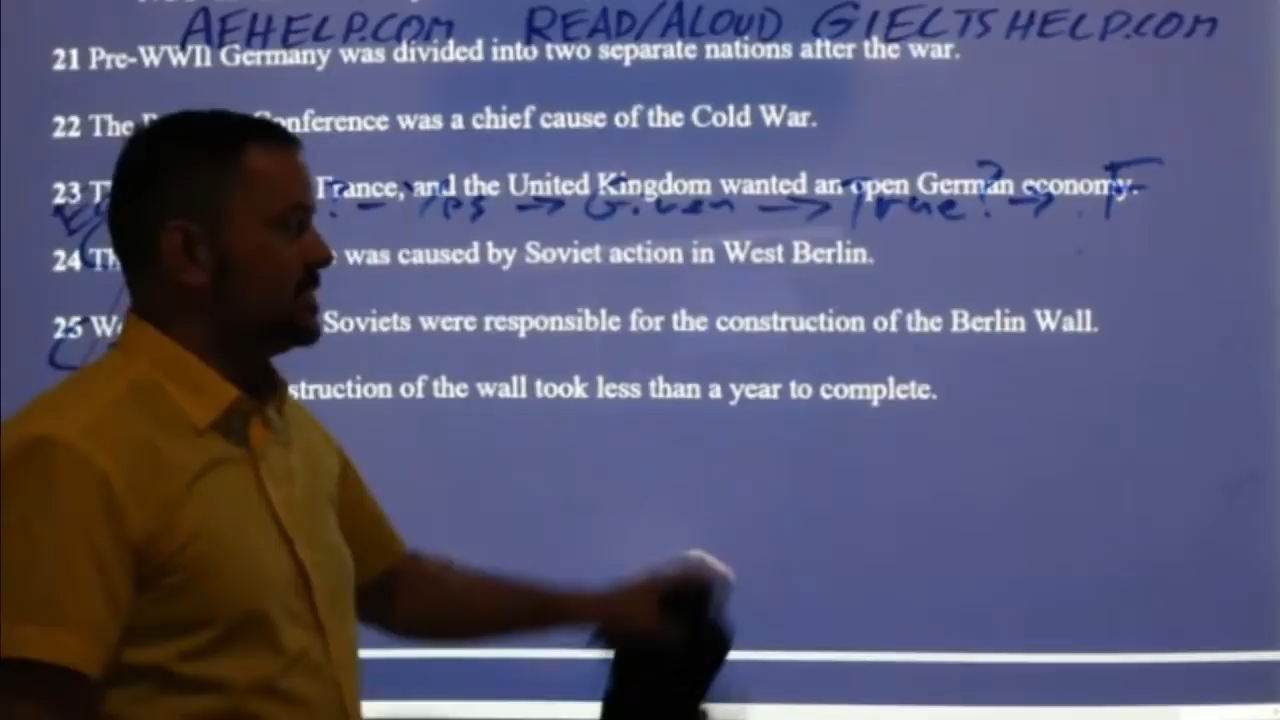 AEHELP.COM READ/ALOUD GIELTSHELP.COM
21 Pre-WWII Germany was divided into two separate nations after the war.
22 The Conference was a chief cause of the Cold War.
23 France, and the United Kingdom wanted an open German economy.
? - Yes → Given → True? → F
24 was caused by Soviet action in West Berlin.
25 Soviets were responsible for the construction of the Berlin Wall.
struction of the wall took less than a year to complete.